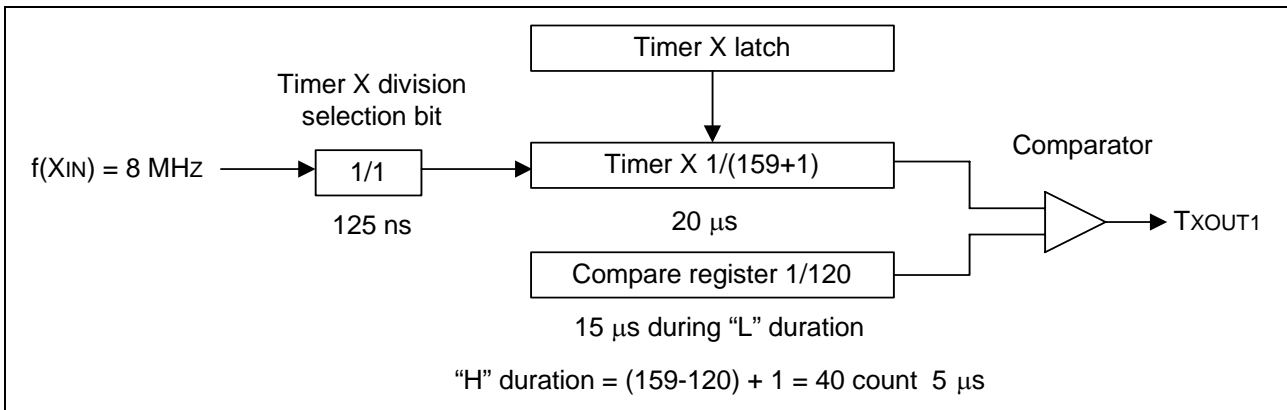 Timer X latch
Timer X division
selection bit
f(XIN) = 8 MHz
1/1
125 ns
Timer X 1/(159+1)
20 μs
Comparator
TXOUT1
Compare register 1/120
15 μs during “L” duration
“H” duration = (159-120) + 1 = 40 count 5 μs